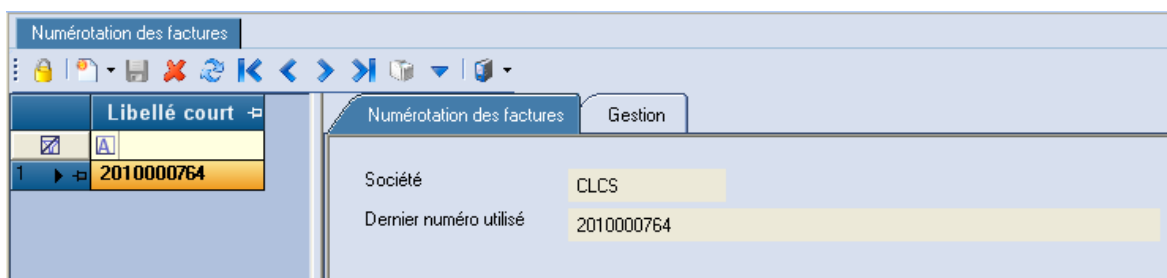 Numérotation des factures
Libellé court
Numérotation des factures Gestion
A
1 2010000764
Société CLCS
Dernier numéro utilisé 2010000764